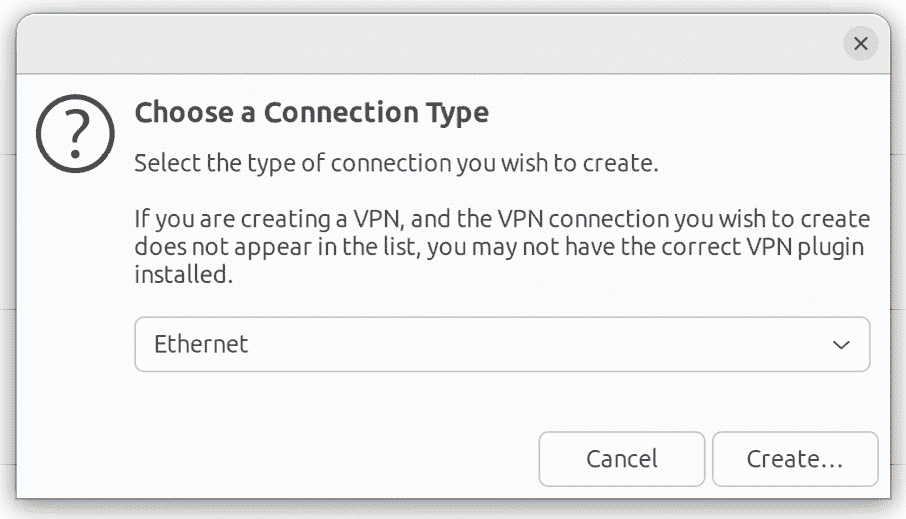 Choose a Connection Type
Select the type of connection you wish to create.
If you are creating a VPN, and the VPN connection you wish to create
does not appear in the list, you may not have the correct VPN plugin
installed.
Ethernet
Cancel
Create...